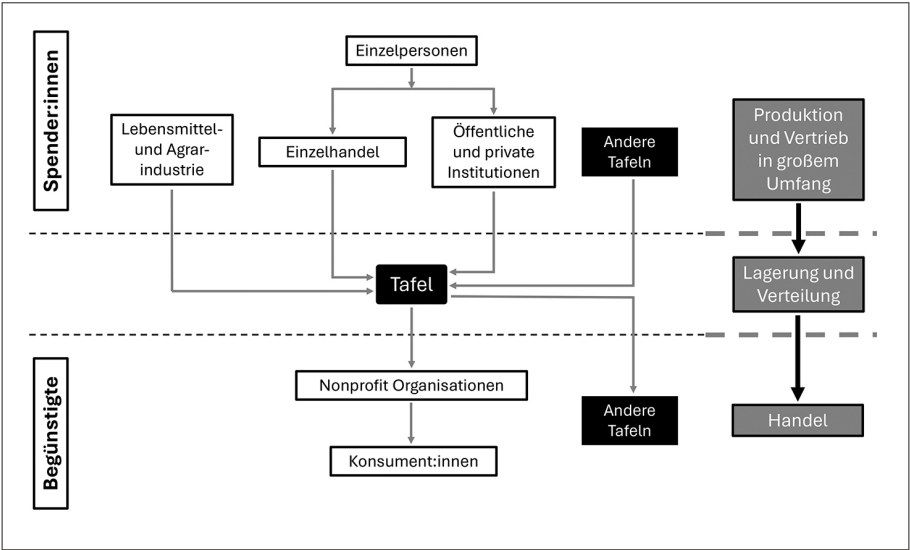 Spender:innen
Einzelpersonen
Lebensmittel-
und Agrar-
industrie
Einzelhandel
Öffentliche
und private
Institutionen
Andere
Tafeln
Produktion
und Vertrieb
in großem
Umfang
Tafel
Lagerung und
Verteilung
Begünstigte
Nonprofit Organisationen
Andere
Tafeln
Handel
Konsument:innen